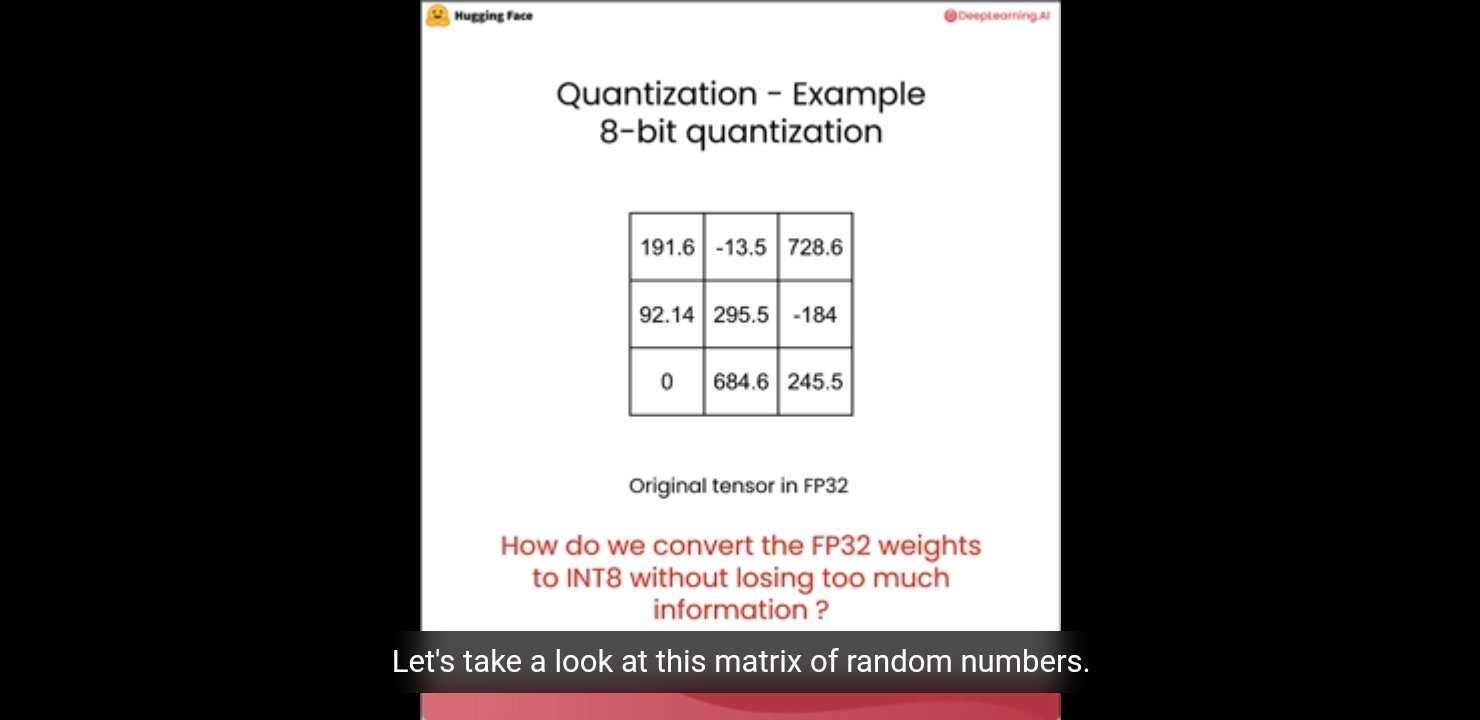 Hugging Face
DeepLearning.AI
Quantization - Example
8-bit quantization
191.6 -13.5 728.6
92.14 295.5 -184
0 684.6 245.5
Original tensor in FP32
How do we convert the FP32 weights
to INT8 without losing too much
information ?
Let's take a look at this matrix of random numbers.